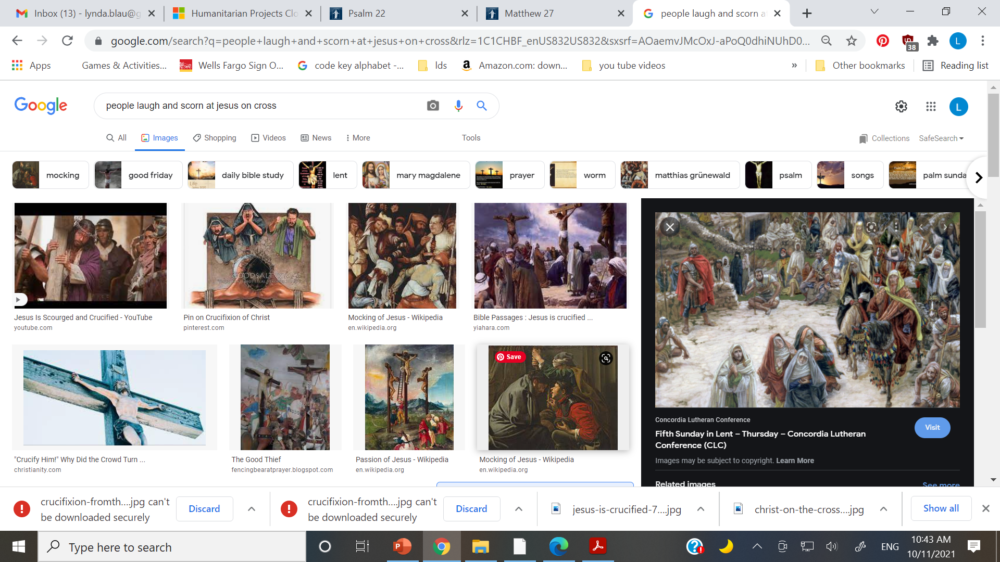 Inbox (13) - lynda.blau@g
Humanitarian Projects Clo
Psalm 22
Matthew 27
people laugh and scorn a
google.com/search?q=people+laugh+and+scorn+at+jesus+on+cross&rlz=1C1CHBF_enUS832US832&sxsrf=AOaemvJMcOxJ-aPoQ0dhiNUhD0...
38
L
Apps
Games & Activities...
Wells Fargo Sign O...
code key alphabet -...
lds
Amazon.com: down...
you tube videos
»
Other bookmarks
Reading list
Google
people laugh and scorn at jesus on cross
L
All
Images
Shopping
Videos
News
More
Tools
Collections
SafeSearch
mocking
good friday
daily bible study
lent
mary magdalene
prayer
worm
matthias grünewald
psalm
songs
palm sunda
GOODSALT.COM
Jesus Is Scourged and Crucified - YouTube
youtube.com
Pin on Crucifixion of Christ
pinterest.com
Mocking of Jesus - Wikipedia
en.wikipedia.org
Bible Passages : Jesus is crucified ...
yiahara.com
Save
"Crucify Him!" Why Did the Crowd Turn ...
christianity.com
The Good Thief
fencingbearatprayer.blogspot.com
Passion of Jesus - Wikipedia
en.wikipedia.org
Mocking of Jesus - Wikipedia
en.wikipedia.org
Concordia Lutheran Conference
Fifth Sunday in Lent – Thursday – Concordia Lutheran
Conference (CLC)
Visit
Images may be subject to copyright. Learn More
Related images
See more
crucifixion-fromth....jpg can't
be downloaded securely
Discard
crucifixion-fromth....jpg can't
be downloaded securely
Discard
jesus-is-crucified-7....jpg
christ-on-the-cross....jpg
Show all
Type here to search
ENG
10:43 AM
10/11/2021